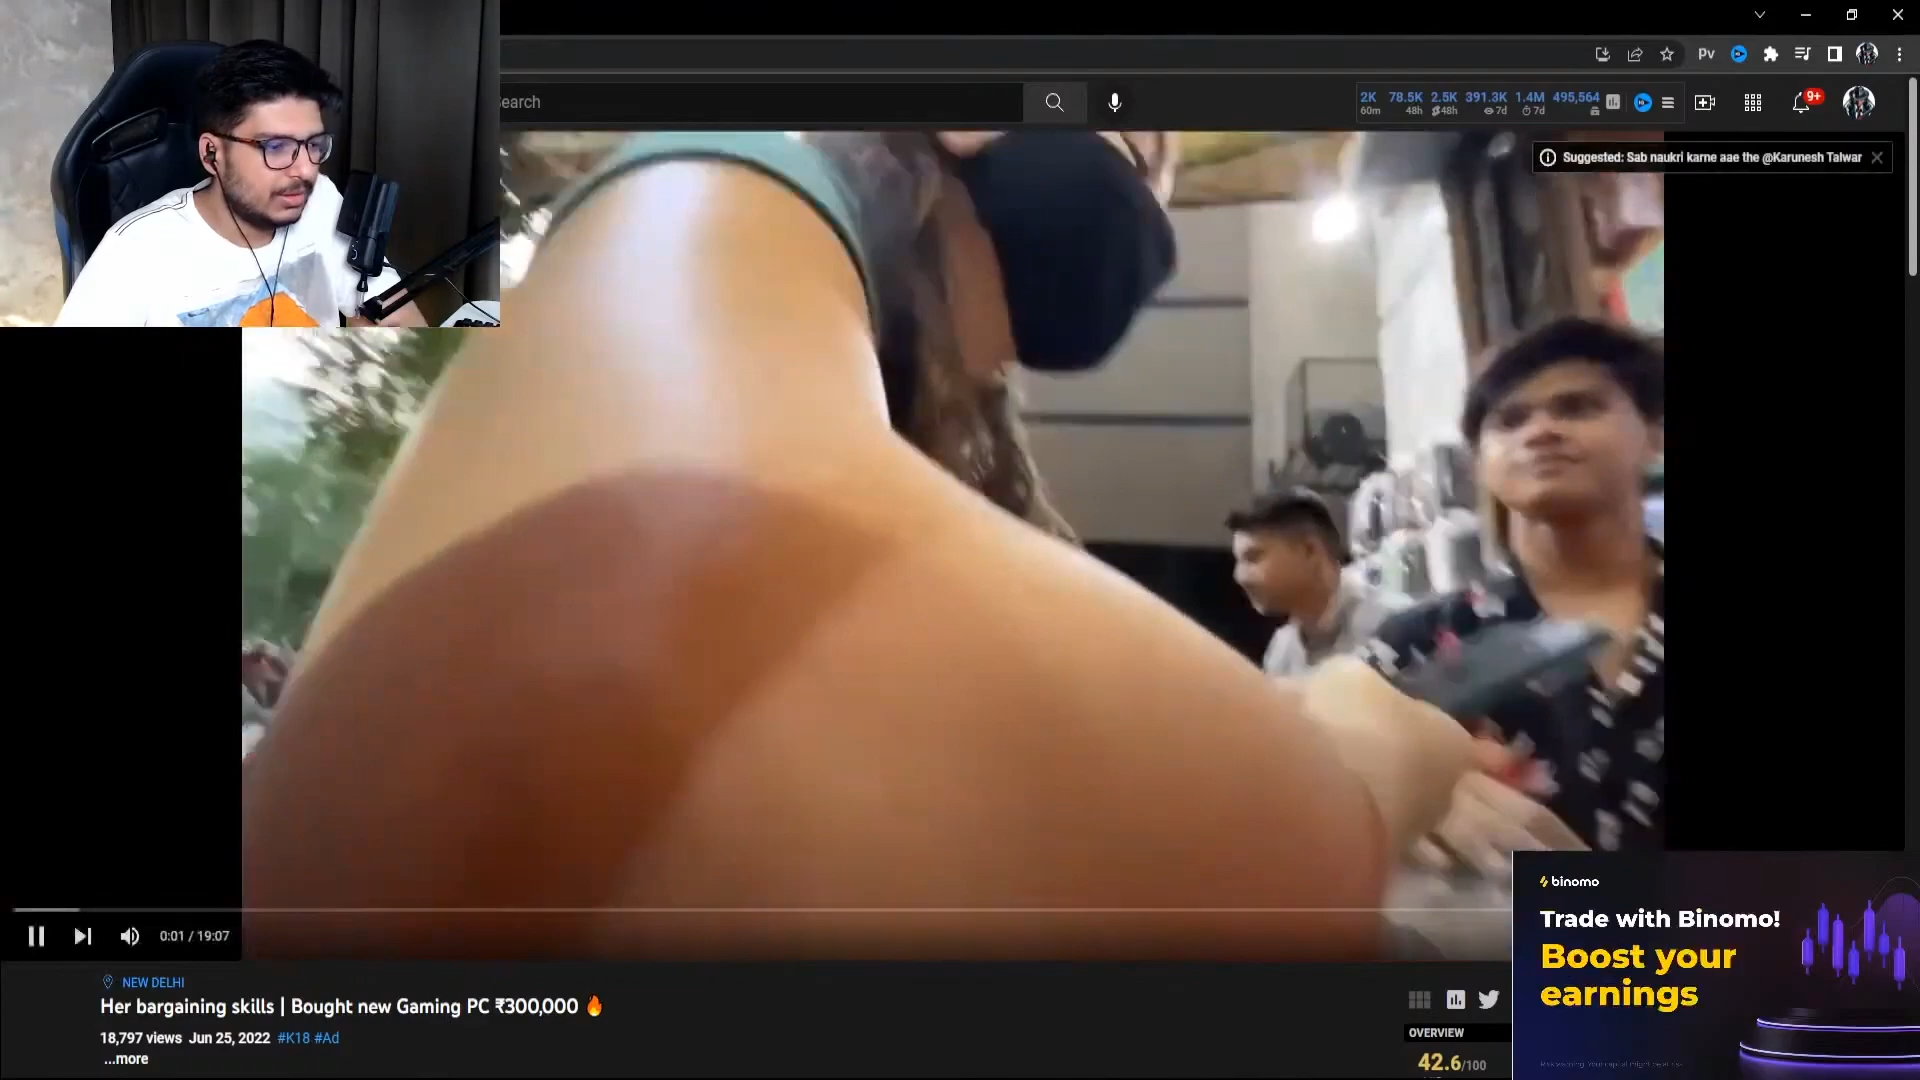 earch
Pv
2K 78.5K 2.5K 391.3K 1.4M 495,564
60m 48h 48h 7d 7d
9+
Suggested: Sab naukri karne aae the @Karunesh Talwar
0:01 / 19:07
NEW DELHI
Her bargaining skills | Bought new Gaming PC ₹300,000 🔥
18,797 views Jun 25, 2022 #K18 #Ad
...more
OVERVIEW
42.6/100
binomo
Trade with Binomo!
Boost your
earnings